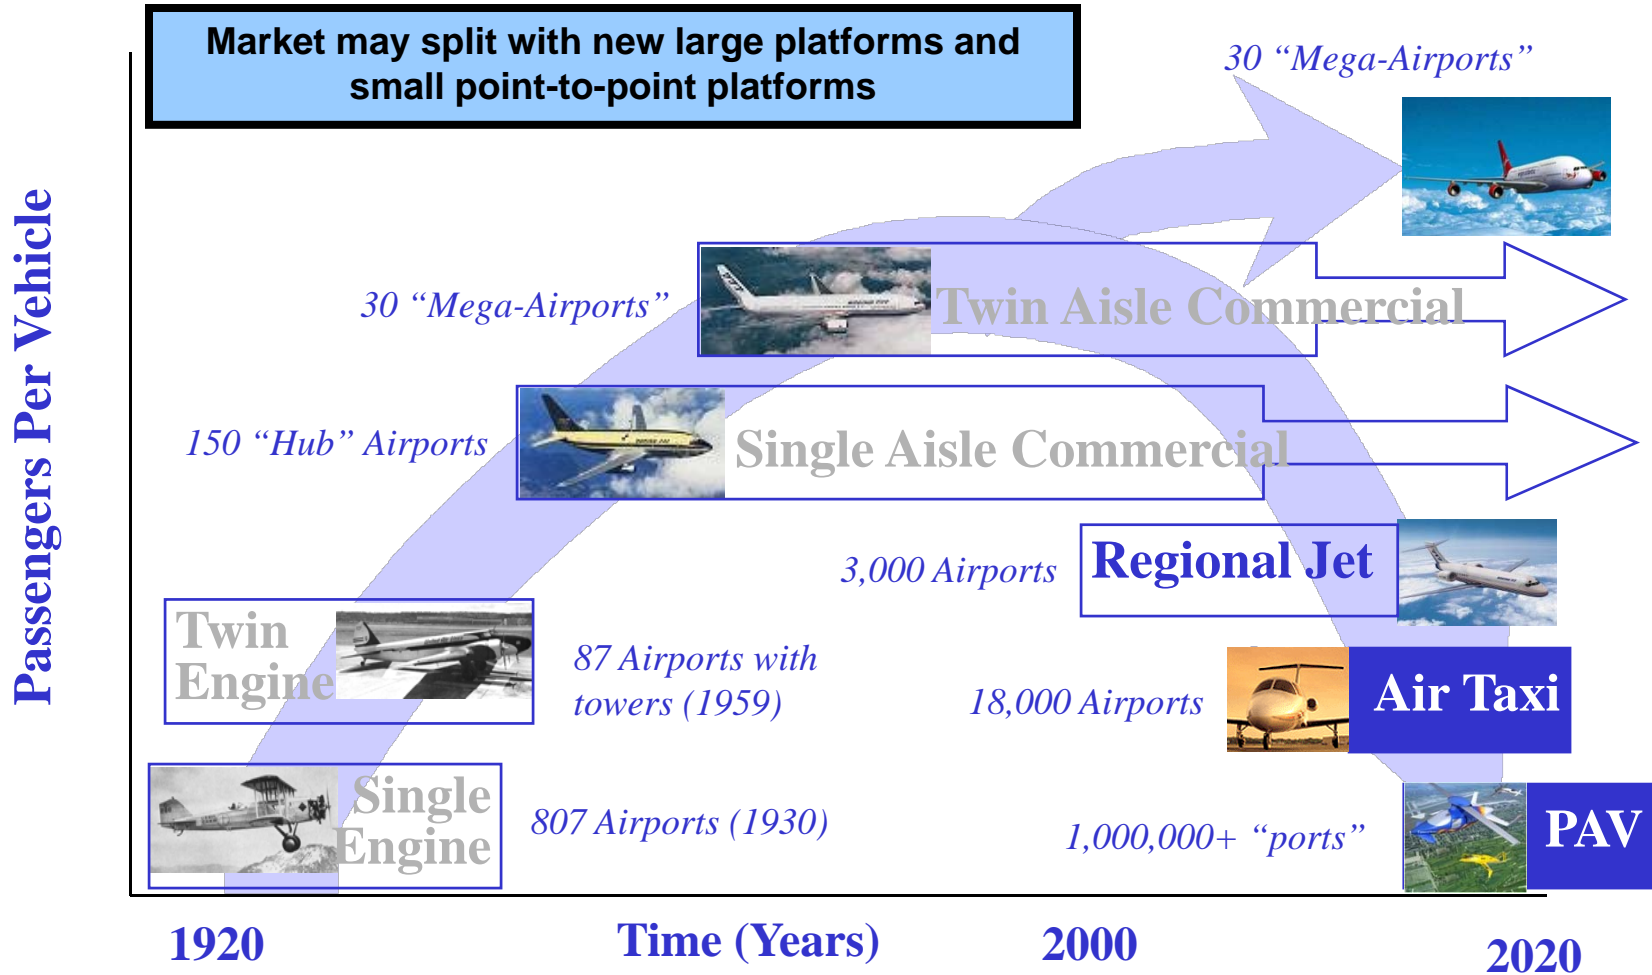 Market may split with new large platforms and
small point-to-point platforms
30 “Mega-Airports”
Passengers Per Vehicle
30 “Mega-Airports”
Twin Aisle Commercial
150 “Hub” Airports
Single Aisle Commercial
3,000 Airports
Regional Jet
Twin
Engine
87 Airports with
towers (1959)
18,000 Airports
Air Taxi
Single
Engine
807 Airports (1930)
1,000,000+ “ports”
PAV
1920
Time (Years)
2000
2020